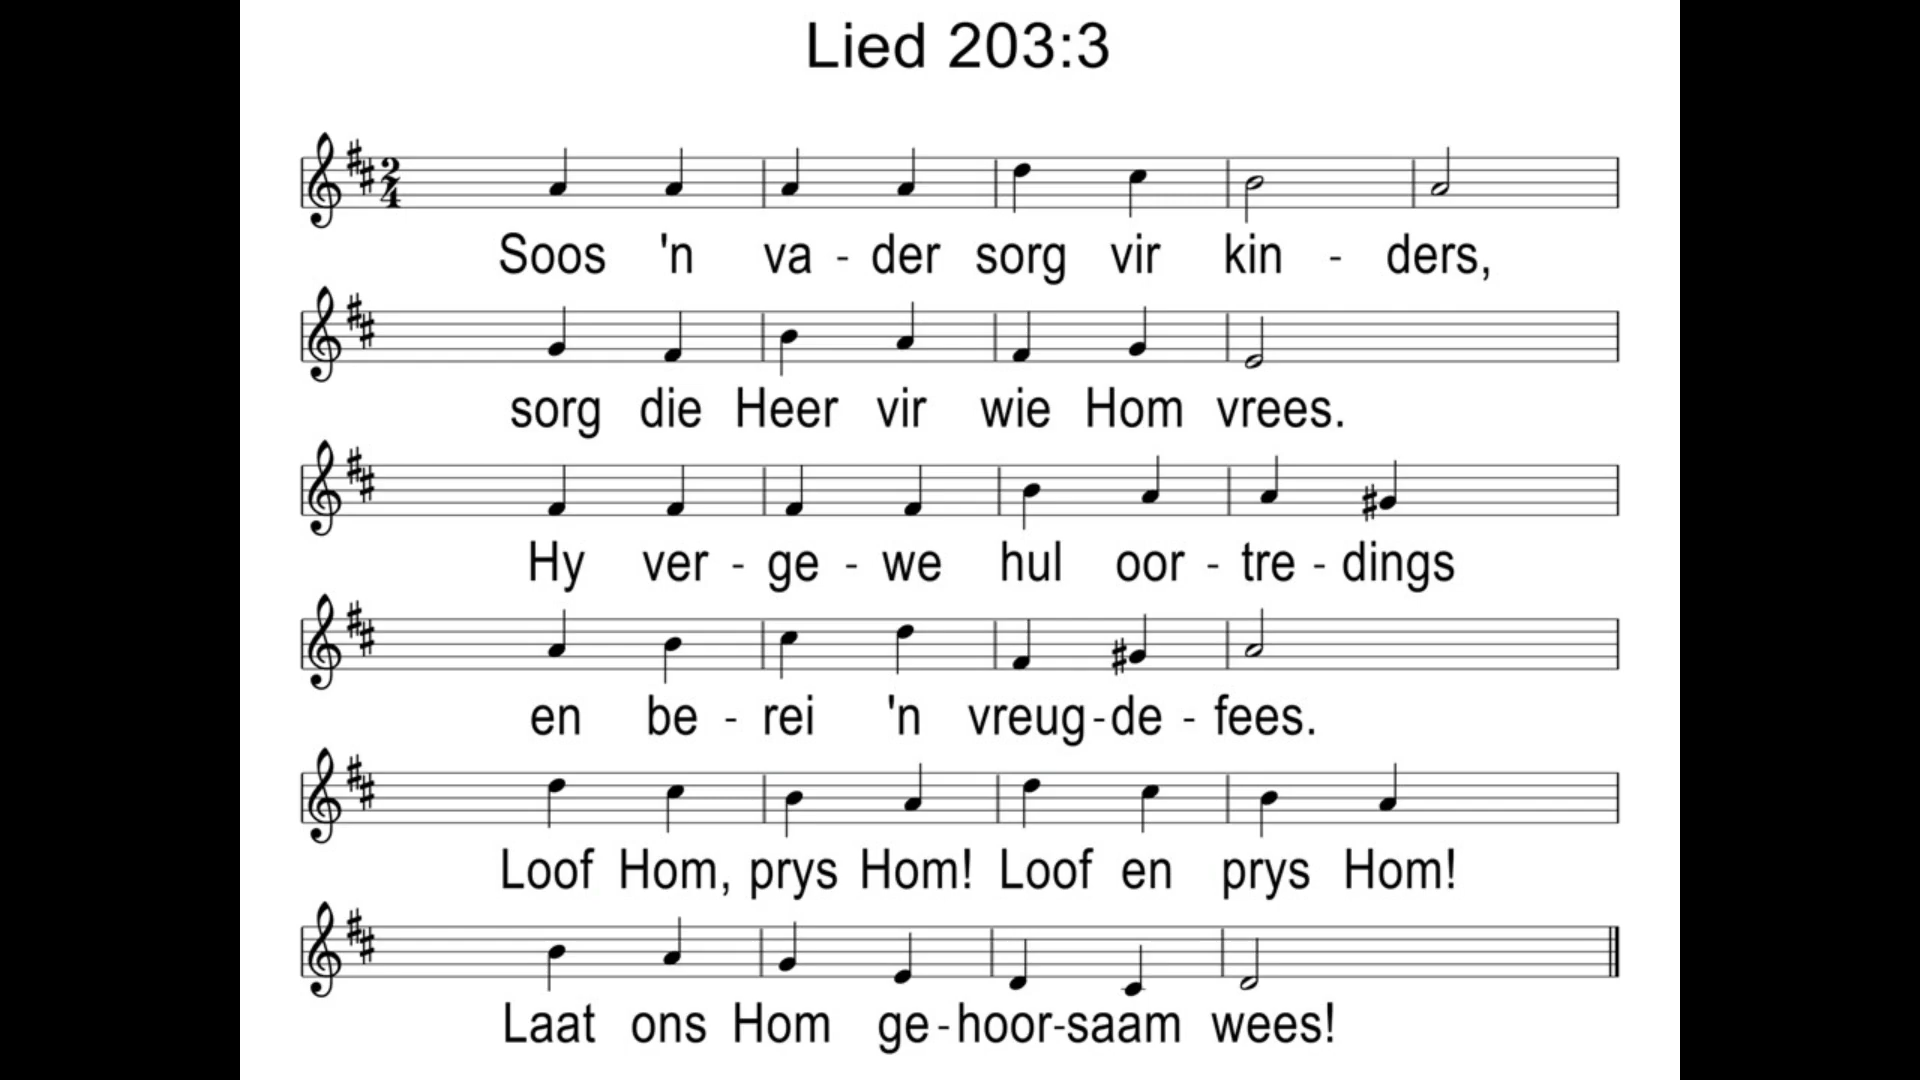 Lied 203:3
2
4
Soos 'n va - der sorg vir kin - ders,
sorg die Heer vir wie Hom vrees.
Hy ver - ge - we hul oor - tre - dings
en be - rei 'n vreug - de - fees.
Loof Hom, prys Hom! Loof en prys Hom!
Laat ons Hom ge - hoor - saam wees!